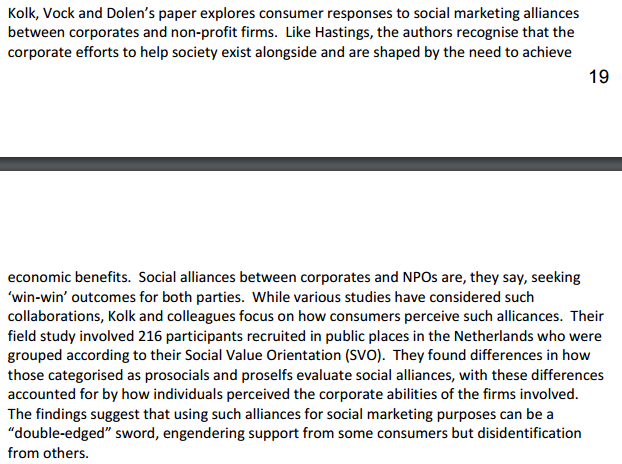 Kolk, Vock and Dolen’s paper explores consumer responses to social marketing alliances
between corporates and non-profit firms.  Like Hastings, the authors recognise that the
corporate efforts to help society exist alongside and are shaped by the need to achieve
19
economic benefits.  Social alliances between corporates and NPOs are, they say, seeking
‘win-win’ outcomes for both parties.  While various studies have considered such
collaborations, Kolk and colleagues focus on how consumers perceive such allicances.  Their
field study involved 216 participants recruited in public places in the Netherlands who were
grouped according to their Social Value Orientation (SVO).  They found differences in how
those categorised as prosocials and proselfs evaluate social alliances, with these differences
accounted for by how individuals perceived the corporate abilities of the firms involved.
The findings suggest that using such alliances for social marketing purposes can be a
“double-edged” sword, engendering support from some consumers but disidentification
from others.